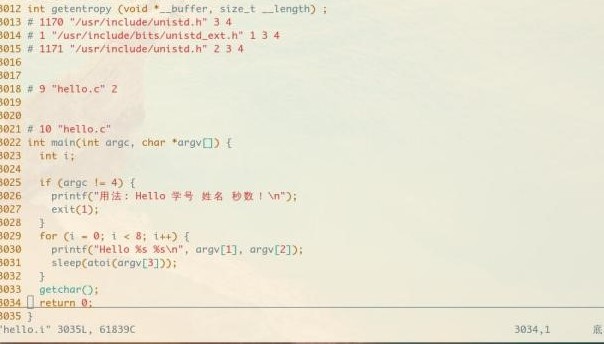 3012 int getentropy (void *__buffer, size_t __length) ;
3013 # 1170 "/usr/include/unistd.h" 3 4
3014 # 1 "/usr/include/bits/unistd_ext.h" 1 3 4
3015 # 1171 "/usr/include/unistd.h" 2 3 4
3016
3017
3018 # 9 "hello.c" 2
3019
3020
3021 # 10 "hello.c"
3022 int main(int argc, char *argv[]) {
3023   int i;
3024
3025   if (argc != 4) {
3026     printf("用法: Hello 学号 姓名 秒数！\n");
3027     exit(1);
3028   }
3029   for (i = 0; i < 8; i++) {
3030     printf("Hello %s %s\n", argv[1], argv[2]);
3031     sleep(atoi(argv[3]));
3032   }
3033   getchar();
3034   return 0;
3035 }
"hello.i" 3035L, 61839C 3034,1 底